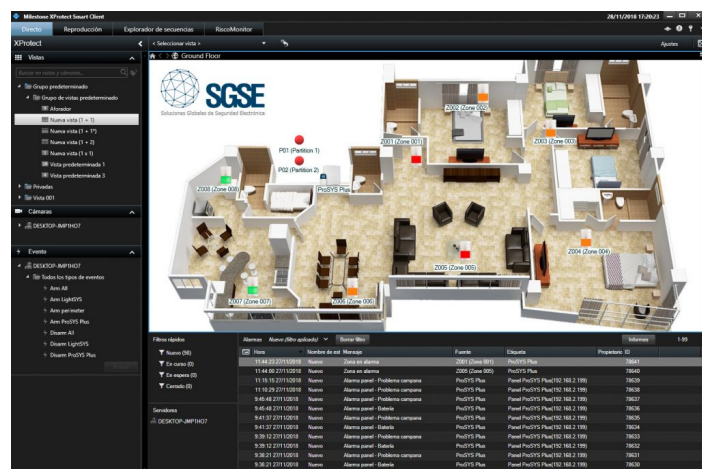 Milestone XProtect Smart Client
28/11/2018 17:20:23
Directo Reproducción Explorador de secuencias RiscoMonitor
XProtect
< Seleccionar vista >
Ajustes
Vistas
Buscar en vistas y cámaras...
Grupo predeterminado
Grupo de vistas predeterminado
Aforador
Nueva vista (1 + 1)
Nueva vista (1 + 1*)
Nueva vista (1 + 2)
Nueva vista (1 x 1)
Vista predeterminada 1
Vista predeterminada 3
Privadas
Vista 001
Cámaras
DESKTOP-JMP1HO7
Evento
DESKTOP-JMP1HO7
Todos los tipos de eventos
Arm All
Arm LightSYS
Arm perimeter
Arm ProSYS Plus
Disarm All
Disarm LightSYS
Disarm ProSYS Plus
Ground Floor
SGSE
Soluciones Globales de Seguridad Electrónica
P01 (Partition 1)
P02 (Partition 2)
ProSYS Plus
Z001 (Zone 001)
Z002 (Zone 002)
Z003 (Zone 003)
Z004 (Zone 004)
Z005 (Zone 005)
Z006 (Zone 006)
Z007 (Zone 007)
Z008 (Zone 008)
Filtros rápidos
Nuevo (98)
En curso (0)
En espera (0)
Cerrado (0)
Servidores
DESKTOP-JMP1HO7
Alarmas Nuevo (filtro aplicado) Borrar filtro Informes 1-99
Hora Nombre de est Mensaje Fuente Etiqueta Propietario ID
11:44:23 27/11/2018 Nuevo Zona en alarma Z001 (Zone 001) ProSYS Plus 78641
11:44:00 27/11/2018 Nuevo Zona en alarma Z005 (Zone 005) ProSYS Plus 78640
11:15:15 27/11/2018 Nuevo Alarma panel - Problema campana ProSYS Plus Panel ProSYS Plus(192.168.2.199) 78639
11:10:29 27/11/2018 Nuevo Alarma panel - Problema campana ProSYS Plus Panel ProSYS Plus(192.168.2.199) 78638
9:45:48 27/11/2018 Nuevo Alarma panel - Problema campana ProSYS Plus Panel ProSYS Plus(192.168.2.199) 78637
9:45:48 27/11/2018 Nuevo Alarma panel - Batería ProSYS Plus Panel ProSYS Plus(192.168.2.199) 78636
9:41:37 27/11/2018 Nuevo Alarma panel - Problema campana ProSYS Plus Panel ProSYS Plus(192.168.2.199) 78635
9:41:37 27/11/2018 Nuevo Alarma panel - Batería ProSYS Plus Panel ProSYS Plus(192.168.2.199) 78634
9:39:12 27/11/2018 Nuevo Alarma panel - Problema campana ProSYS Plus Panel ProSYS Plus(192.168.2.199) 78633
9:39:12 27/11/2018 Nuevo Alarma panel - Batería ProSYS Plus Panel ProSYS Plus(192.168.2.199) 78632
9:38:21 27/11/2018 Nuevo Alarma panel - Problema campana ProSYS Plus Panel ProSYS Plus(192.168.2.199) 78631
9:38:21 27/11/2018 Nuevo Alarma panel - Batería ProSYS Plus Panel ProSYS Plus(192.168.2.199) 78630